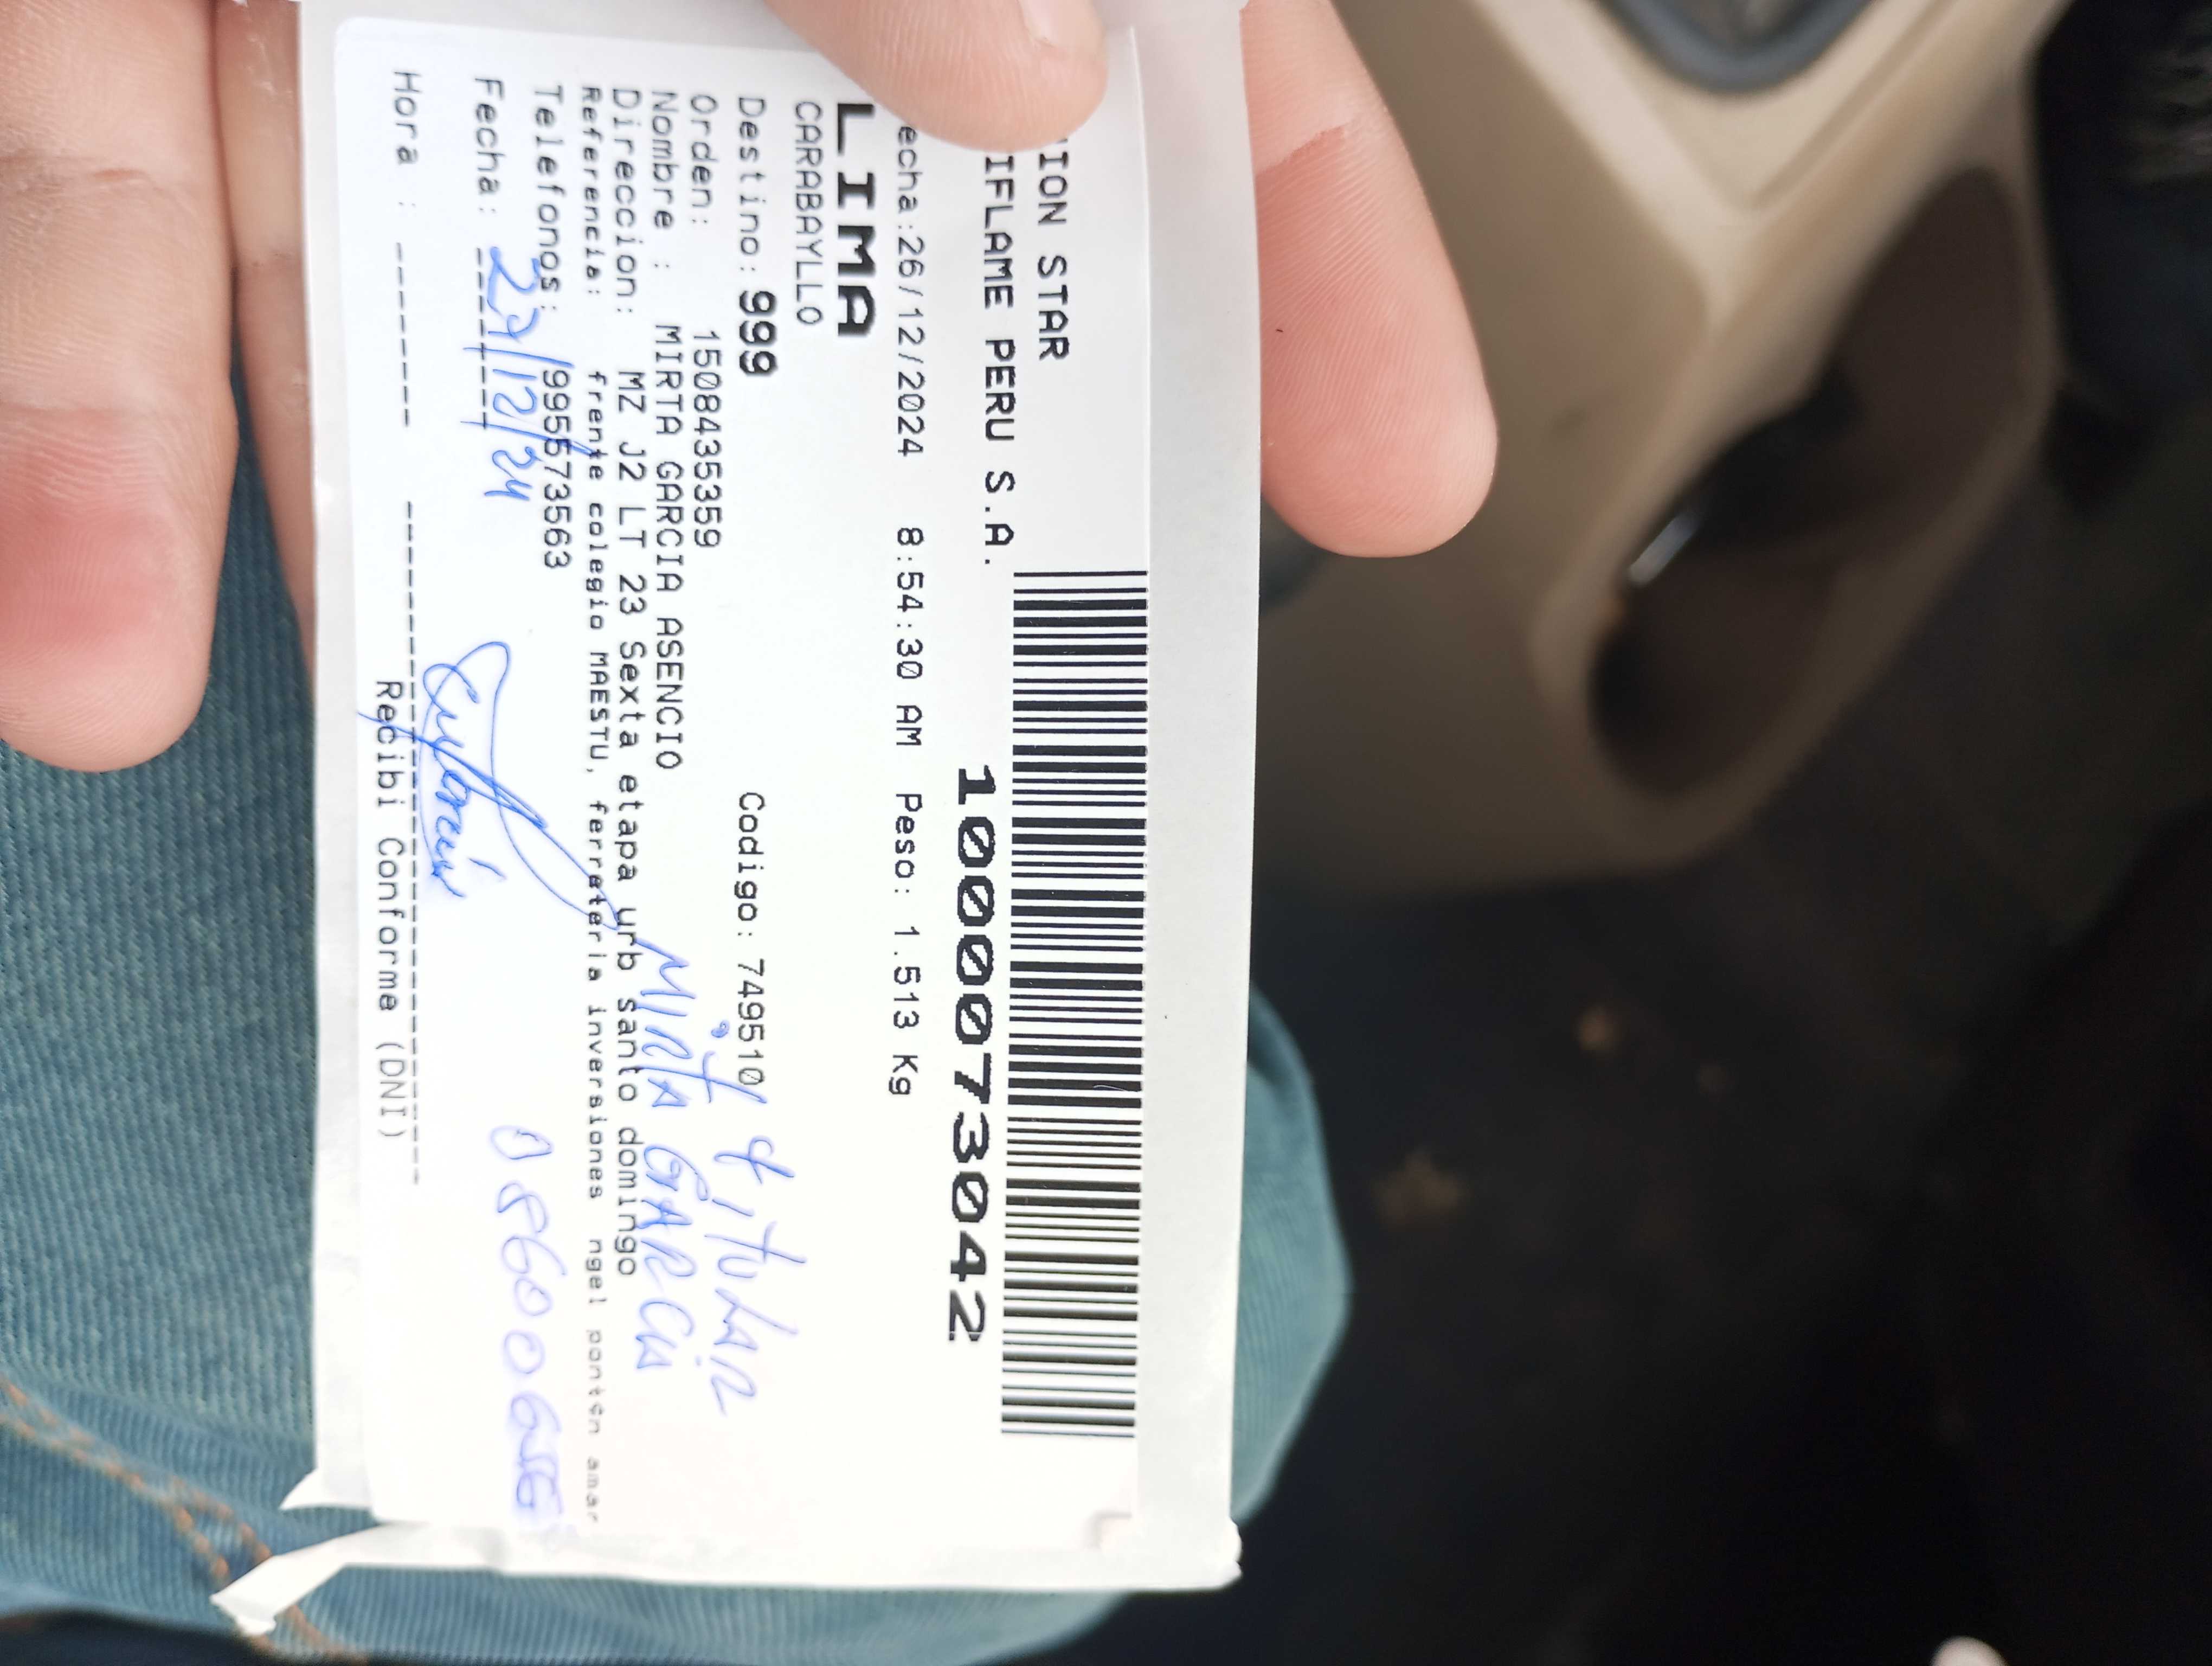 ION STAR
IFLAME PERU S.A.
1000073042
echa:26/12/2024 8:54:30 AM Peso: 1.513 Kg
LIMA
CARABAYLLO
Destino: 999 Codigo: 749510
Orden: 1508435359
titular
Nombre : MIRTA GARCIA ASENCIO
MIRTA GARCIA
Direccion: MZ J2 LT 23 Sexta etapa urb santo domingo
Referencia: frente colegio MAESTU, ferreteria inversiones ngel ponten amar
Telefonos: 995573563
Fecha: 27/12/24
Hora :
Recibi Conforme (DNI)